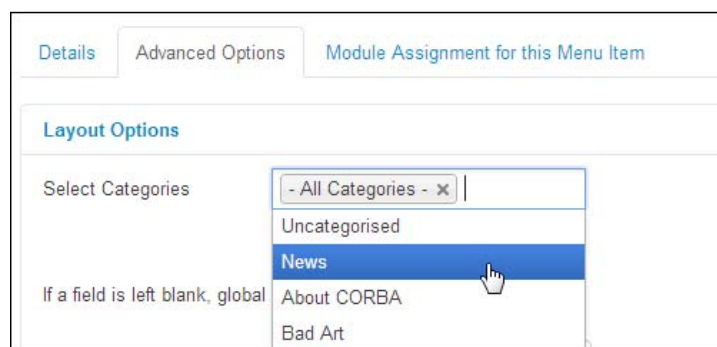 Details Advanced Options Module Assignment for this Menu Item
Layout Options
Select Categories - All Categories - ×
Uncategorised
News
If a field is left blank, global About CORBA
Bad Art